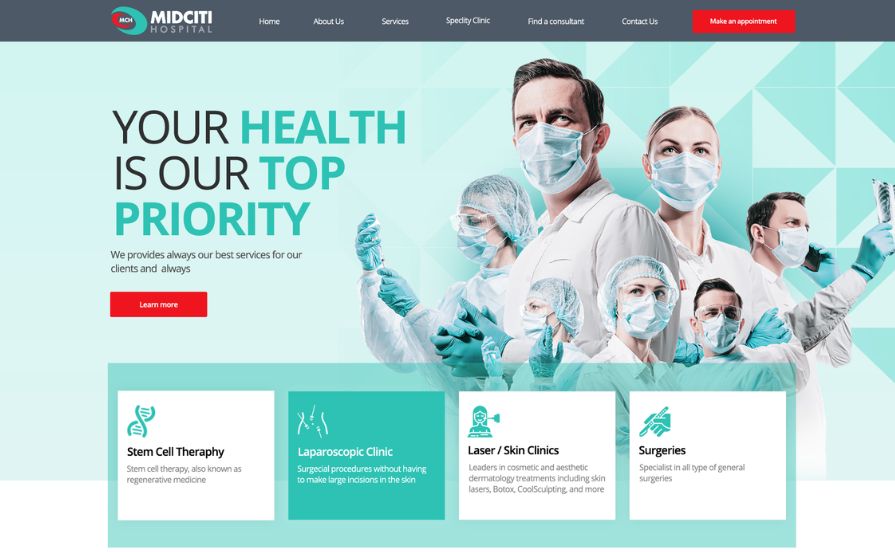 MCH
MIDCITI
HOSPITAL
Home
About Us
Services
Speclity Clinic
Find a consultant
Contact Us
Make an appointment
YOUR HEALTH
IS OUR TOP
PRIORITY
We provides always our best services for our
clients and always
Learn more
Stem Cell Theraphy
Stem cell therapy, also known as
regenerative medicine
Laparoscopic Clinic
Surgecial procedures without having
to make large incisions in the skin
Laser / Skin Clinics
Leaders in cosmetic and aesthetic
dermatology treatments including skin
lasers, Botox, CoolSculpting, and more
Surgeries
Specialist in all type of general
surgeries